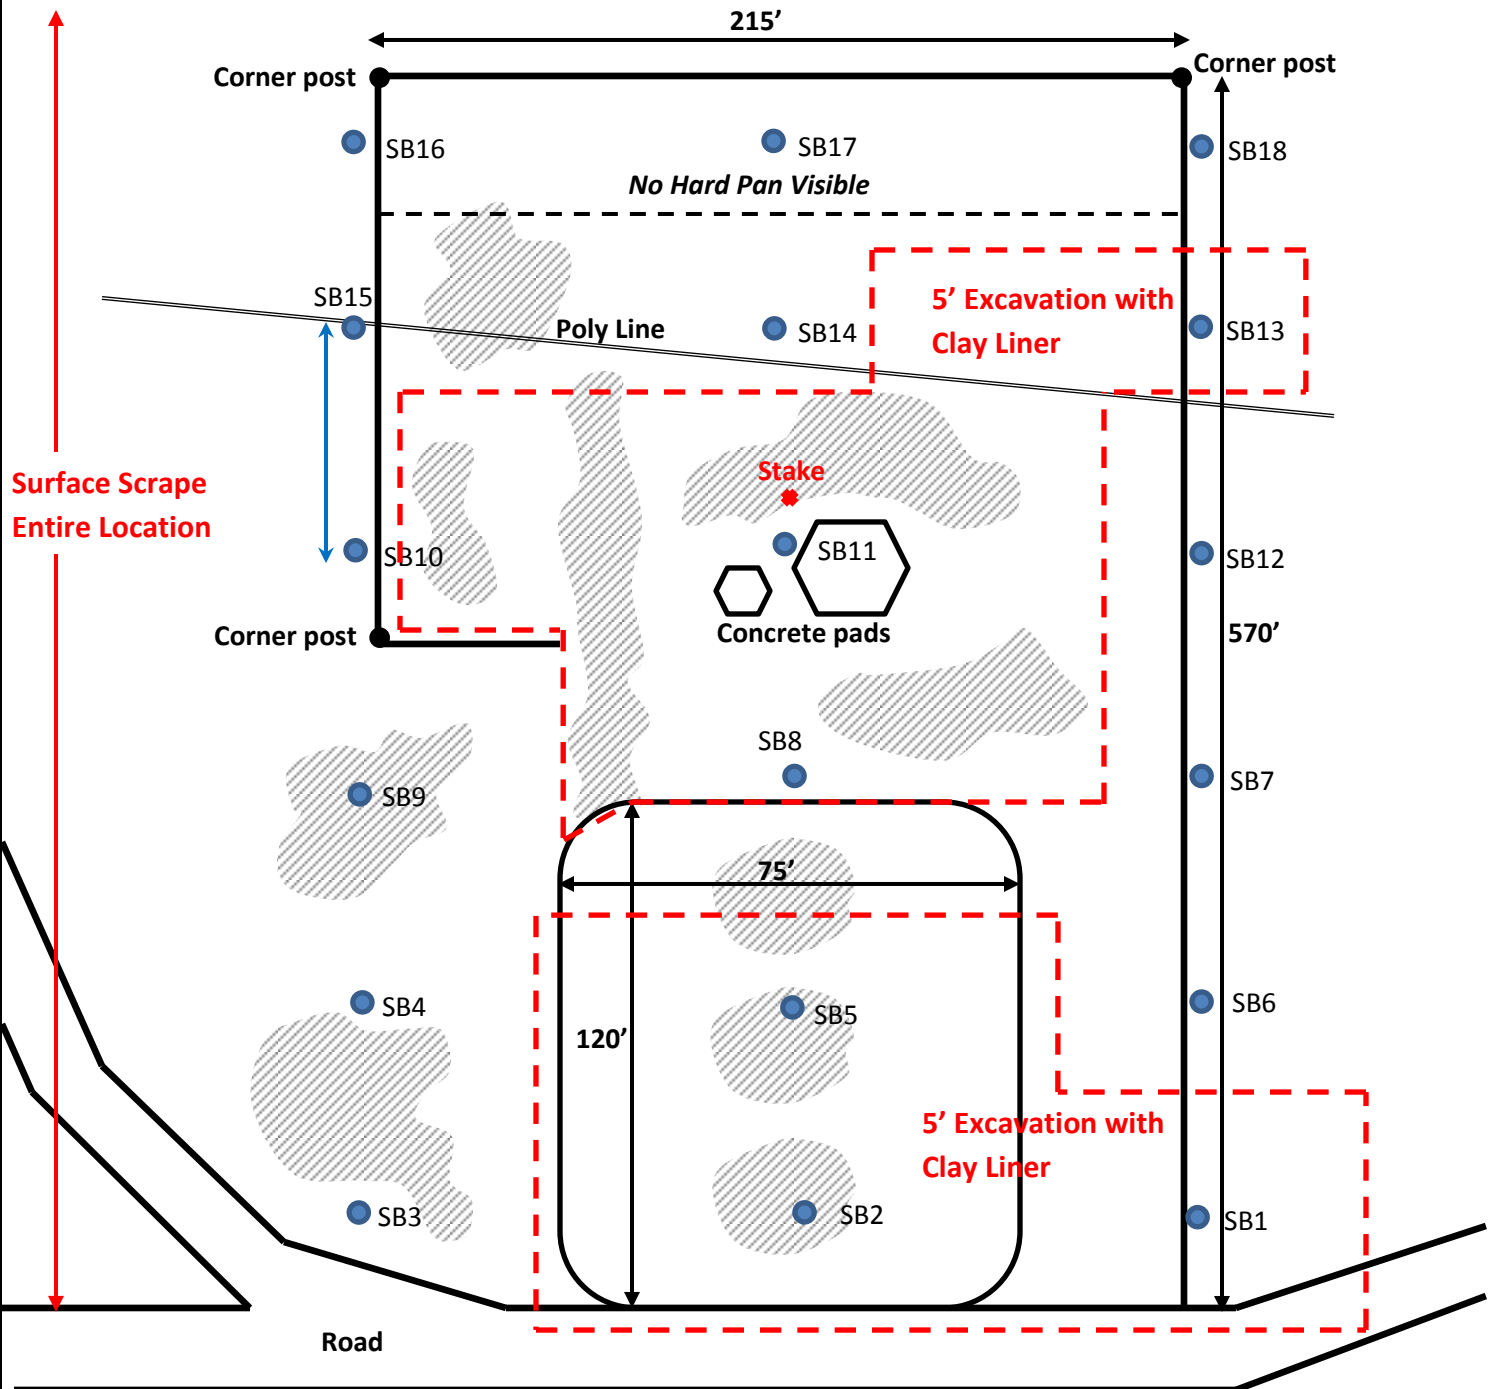 215’
Corner post
Corner post
SB16
SB17
SB18
No Hard Pan Visible
SB15
Poly Line
SB14
5’ Excavation with
Clay Liner
SB13
Surface Scrape
Entire Location
Stake
SB10
SB11
SB12
Corner post
Concrete pads
570’
SB8
SB7
SB9
75’
SB4
SB5
SB6
120’
5’ Excavation with
Clay Liner
SB3
SB2
SB1
Road